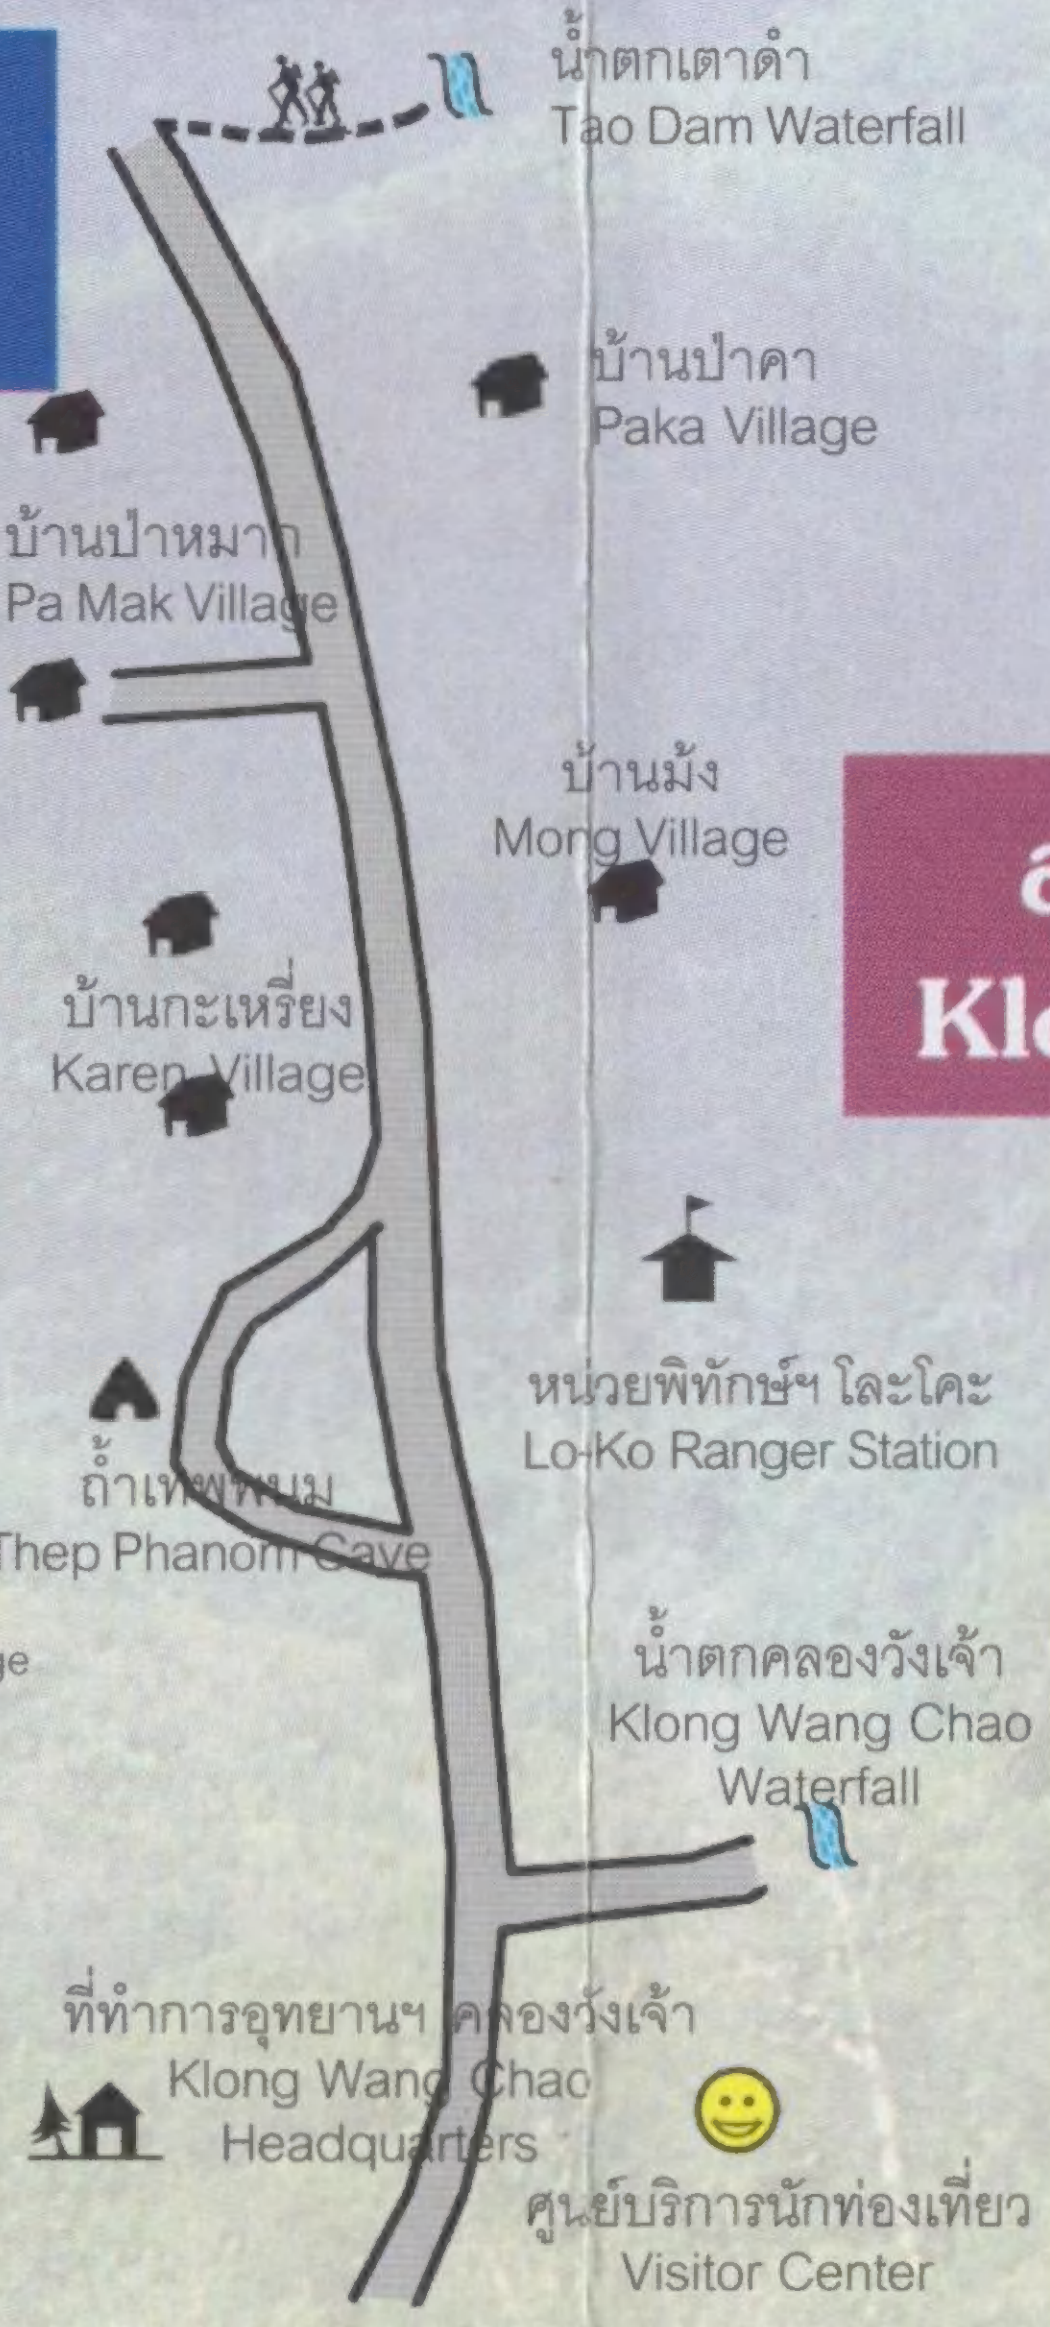 น้ำตกเตาดำ
Tao Dam Waterfall
บ้านป่าคา
Paka Village
บ้านป่าหมาก
Pa Mak Village
บ้านม้ง
Mong Village
บ้านกะเหรี่ยง
Karen Village
หน่วยพิทักษ์ฯ โละโคะ
Lo-Ko Ranger Station
ถ้ำเทพพนม
Thep Phanom Cave
น้ำตกคลองวังเจ้า
Klong Wang Chao
Waterfall
ที่ทำการอุทยานฯ คลองวังเจ้า
Klong Wang Chao
Headquarters
ศูนย์บริการนักท่องเที่ยว
Visitor Center